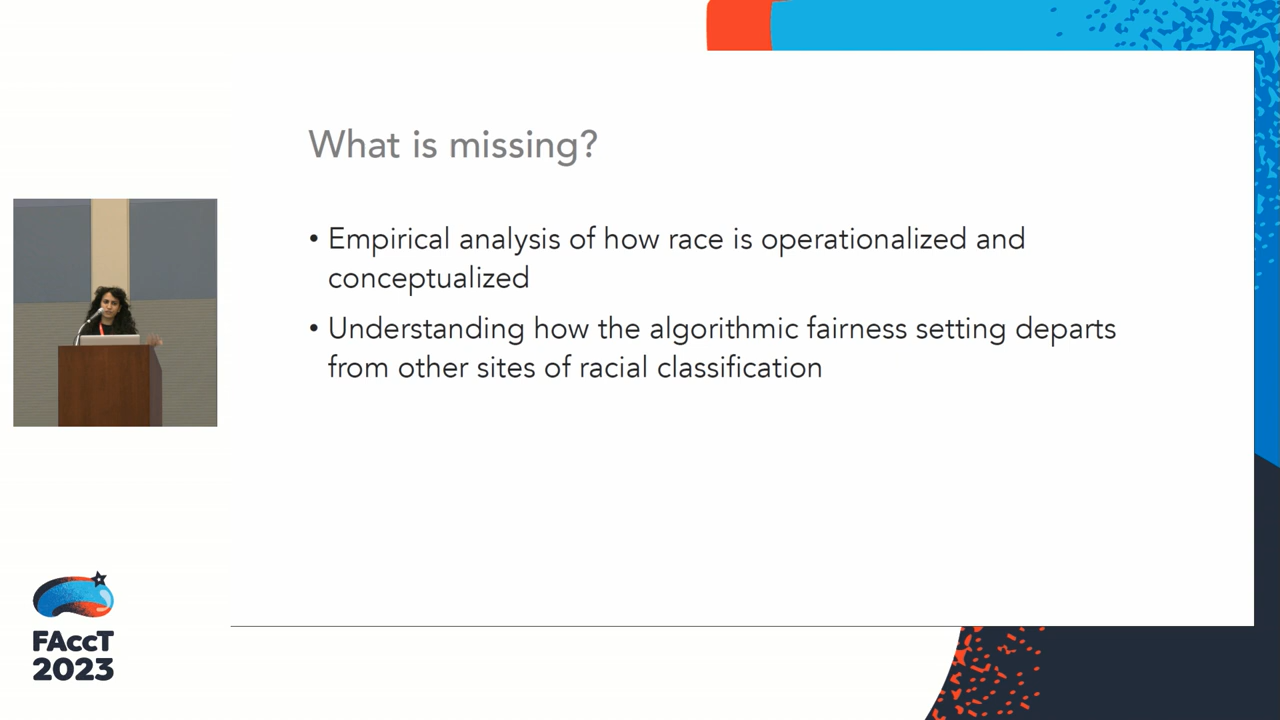 What is missing?
• Empirical analysis of how race is operationalized and
conceptualized
• Understanding how the algorithmic fairness setting departs
from other sites of racial classification
FAccT
2023